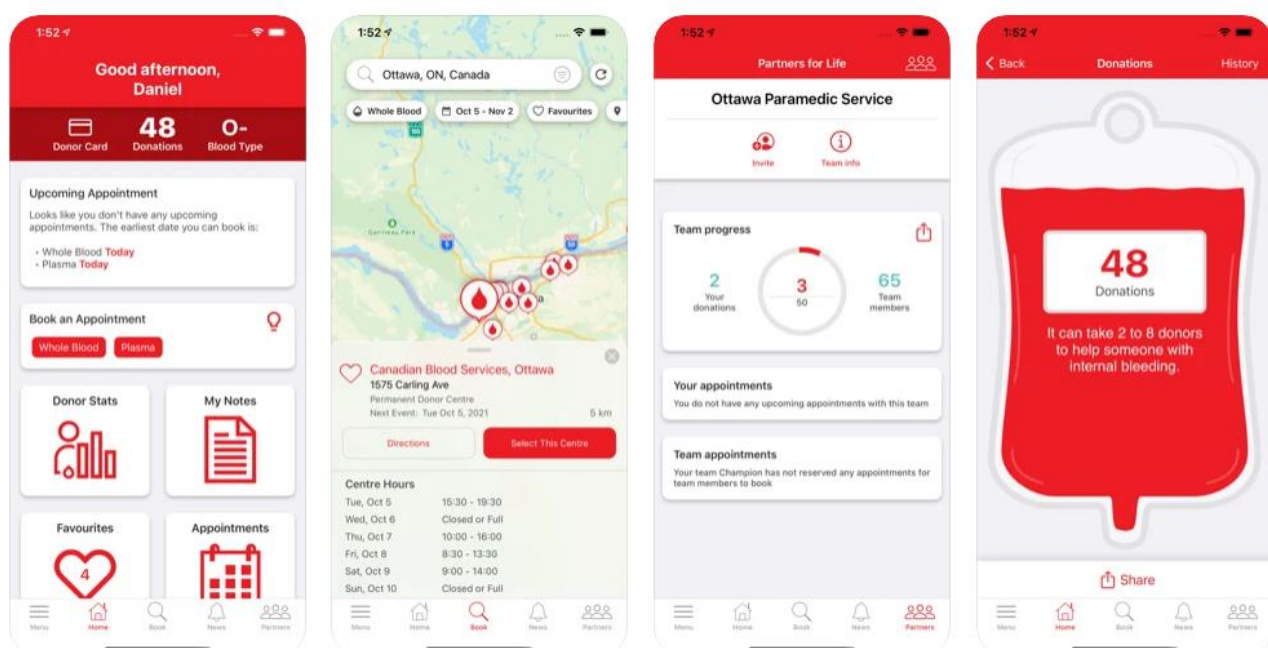 1:52
Good afternoon,
Daniel
48
O-
Donor Card
Donations
Blood Type
Upcoming Appointment
Looks like you don't have any upcoming
appointments. The earliest date you can book is:
• Whole Blood Today
• Plasma Today
Book an Appointment
Whole Blood
Plasma
Donor Stats
My Notes
Favourites
Appointments
4
Menu
Home
Book
News
Partners
1:52
Ottawa, ON, Canada
Whole Blood
Oct 5 - Nov 2
Favourites
Gatineau Park
5
50
a
Canadian Blood Services, Ottawa
1575 Carling Ave
Permanent Donor Centre
Next Event: Tue Oct 5, 2021
5 km
Directions
Select This Centre
Centre Hours
Tue, Oct 5 15:30 - 19:30
Wed, Oct 6 Closed or Full
Thu, Oct 7 10:00 - 16:00
Fri, Oct 8 8:30 - 13:30
Sat, Oct 9 9:00 - 14:00
Sun, Oct 10 Closed or Full
Menu
Home
Book
News
Partners
1:52
Partners for Life
Ottawa Paramedic Service
Invite
Team info
Team progress
2
Your
donations
3
50
65
Team
members
Your appointments
You do not have any upcoming appointments with this team
Team appointments
Your team Champion has not reserved any appointments for
team members to book
Menu
Home
Book
News
Partners
1:52
Back
Donations
History
48
Donations
It can take 2 to 8 donors
to help someone with
internal bleeding.
Share
Menu
Home
Book
News
Partners